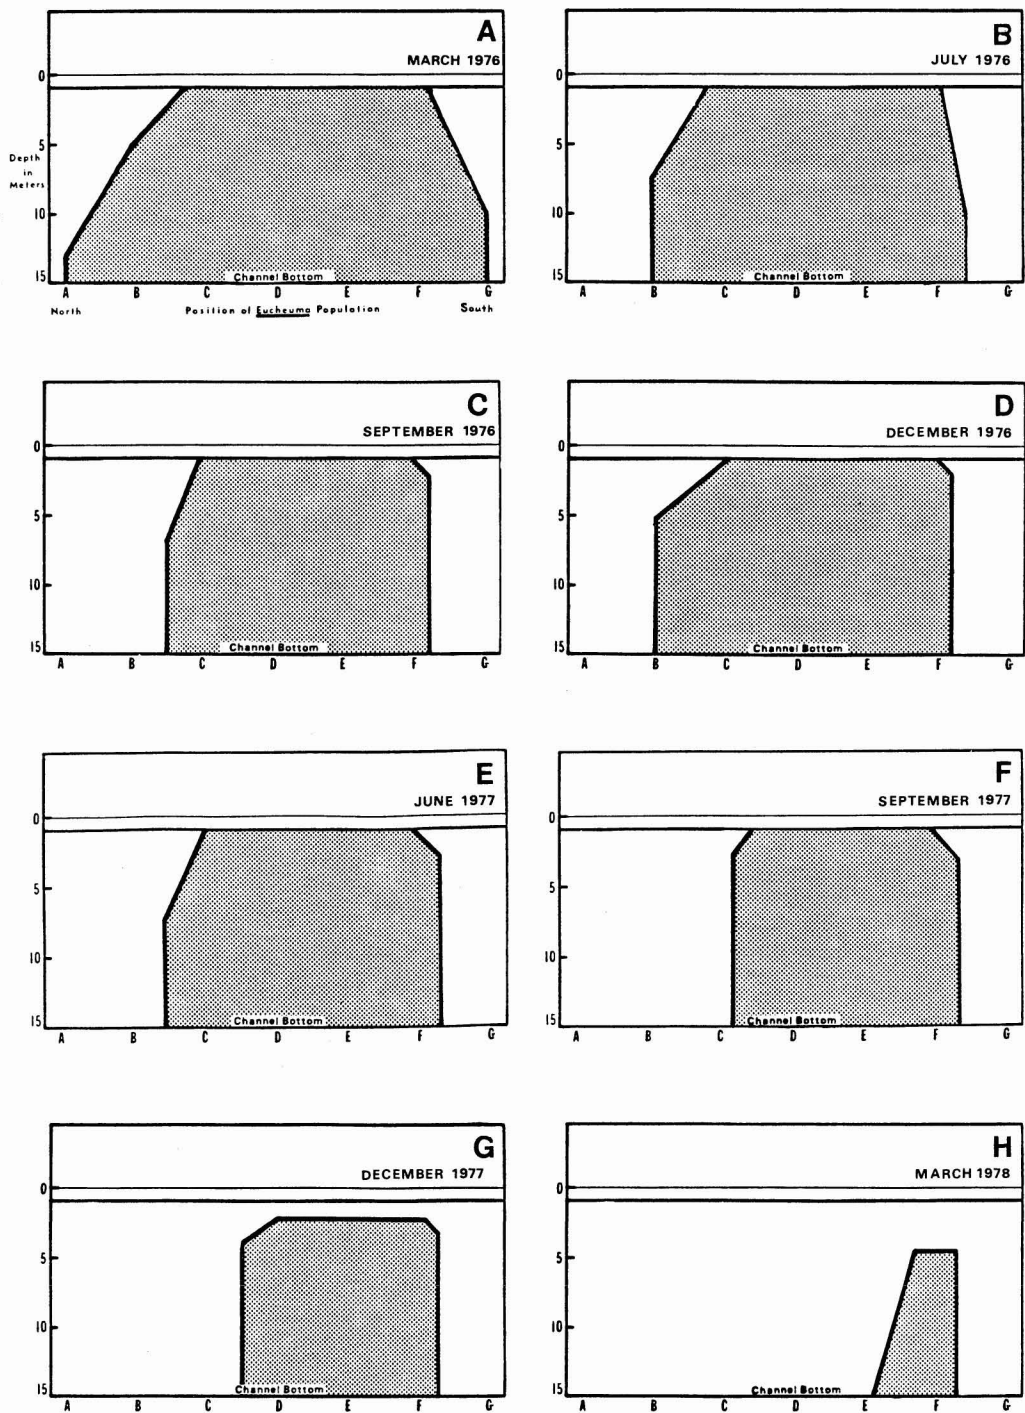 A
MARCH 1976
0
5
Depth
in
Meters
10
15
Channel Bottom
A B C D E F G
North Position of Eucheuma Population South
B
JULY 1976
0
5
10
15
Channel Bottom
A B C D E F G
C
SEPTEMBER 1976
0
5
10
15
Channel Bottom
A B C D E F G
D
DECEMBER 1976
0
5
10
15
Channel Bottom
A B C D E F G
E
JUNE 1977
0
5
10
15
Channel Bottom
A B C D E F G
F
SEPTEMBER 1977
0
5
10
15
Channel Bottom
A B C D E F G
G
DECEMBER 1977
0
5
10
15
Channel Bottom
A B C D E F G
H
MARCH 1978
0
5
10
15
Channel Bottom
A B C D E F G